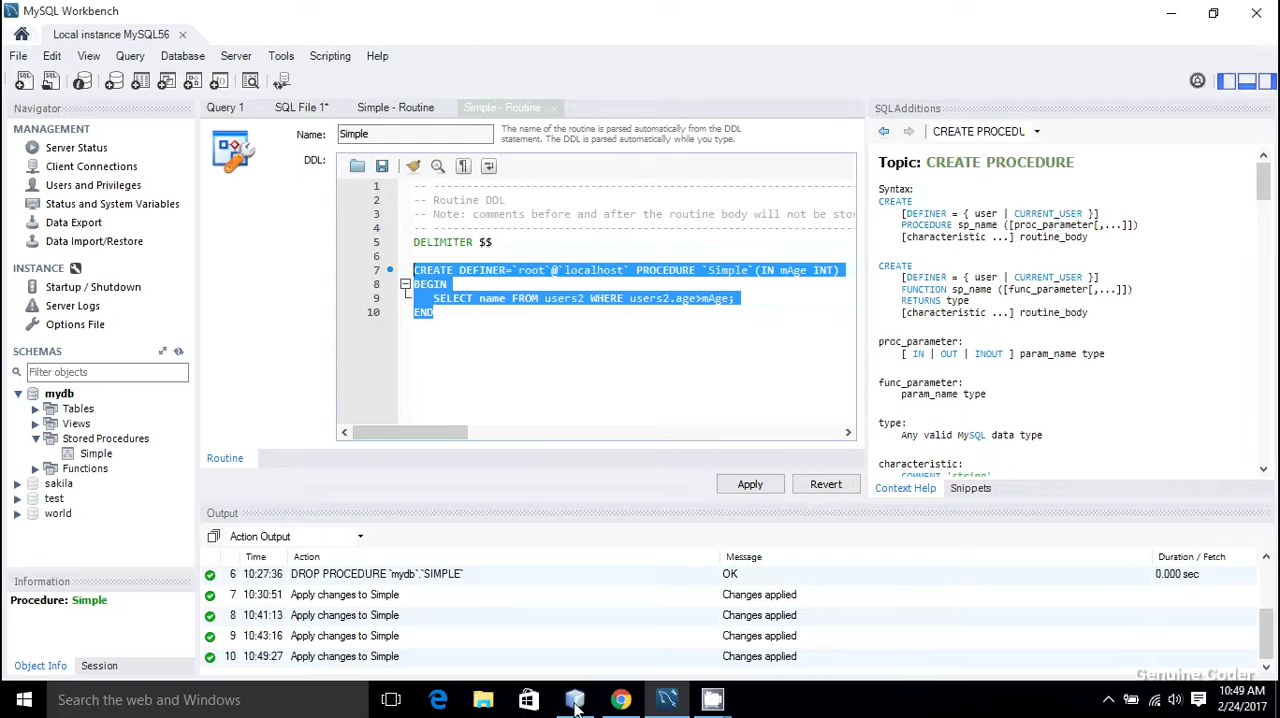 MySQL Workbench
Local instance MySQL56
File Edit View Query Database Server Tools Scripting Help
Navigator
MANAGEMENT
Server Status
Client Connections
Users and Privileges
Status and System Variables
Data Export
Data Import/Restore
INSTANCE
Startup / Shutdown
Server Logs
Options File
SCHEMAS
Filter objects
mydb
Tables
Views
Stored Procedures
Simple
Functions
sakila
test
world
Information
Procedure: Simple
Object Info Session
Query 1 SQL File 1* Simple - Routine Simple - Routine
Name: Simple
The name of the routine is parsed automatically from the DDL
statement. The DDL is parsed automatically while you type.
DDL:
1 -- --------------------------------------------------------------------------------
2 -- Routine DDL
3 -- Note: comments before and after the routine body will not be sto
4 -- --------------------------------------------------------------------------------
5 DELIMITER $$
6
7 CREATE DEFINER=`root`@`localhost` PROCEDURE `Simple`(IN mAge INT)
8 BEGIN
9 SELECT name FROM users2 WHERE users2.age>mAge;
10 END
Routine
Apply Revert
SQLAdditions
CREATE PROCEDU
Topic: CREATE PROCEDURE
Syntax:
CREATE
[DEFINER = { user | CURRENT_USER }]
PROCEDURE sp_name ([proc_parameter[,...]])
[characteristic ...] routine_body
CREATE
[DEFINER = { user | CURRENT_USER }]
FUNCTION sp_name ([func_parameter[,...]])
RETURNS type
[characteristic ...] routine_body
proc_parameter:
[ IN | OUT | INOUT ] param_name type
func_parameter:
param_name type
type:
Any valid MySQL data type
characteristic:
COMMENT 'string'
Context Help Snippets
Output
Action Output
Time Action Message Duration / Fetch
6 10:27:36 DROP PROCEDURE `mydb`.`SIMPLE` OK 0.000 sec
7 10:30:51 Apply changes to Simple Changes applied
8 10:41:13 Apply changes to Simple Changes applied
9 10:43:16 Apply changes to Simple Changes applied
10 10:49:27 Apply changes to Simple Changes applied
Genuine Coder
Search the web and Windows
10:49 AM
2/24/2017